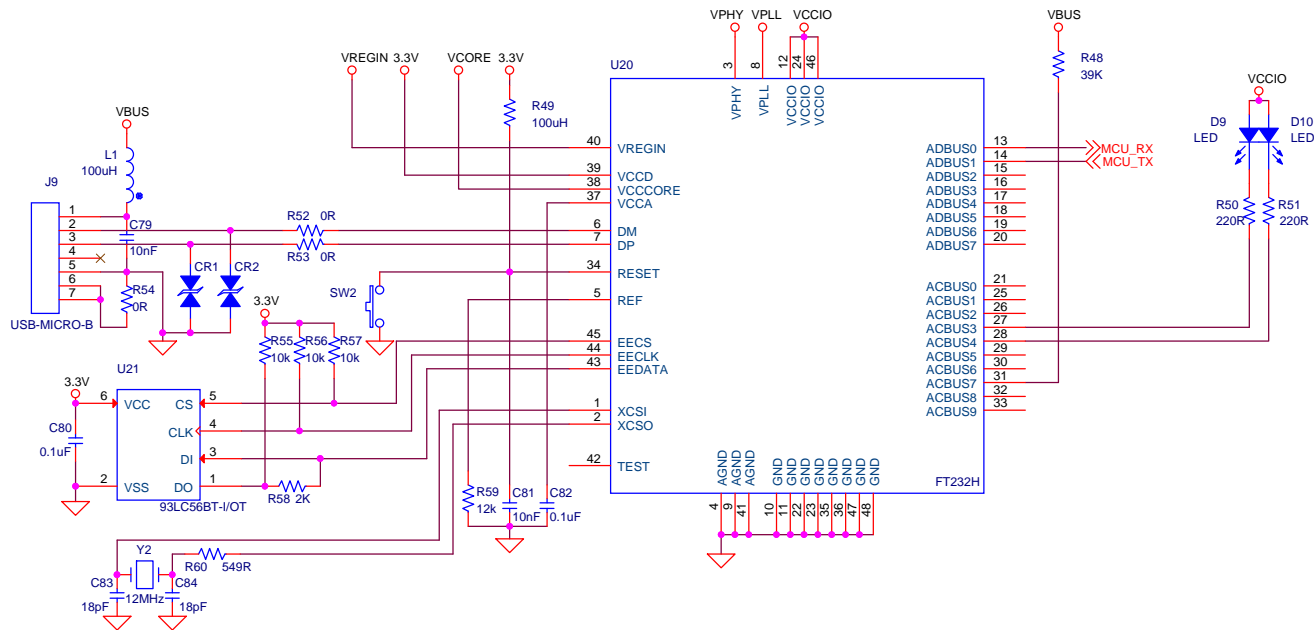 VPHY VPLL VCCIO VBUS
VREGIN 3.3V VCORE 3.3V
U20
3 8 12 24 46
VPHY VPLL VCCIO VCCIO VCCIO
R48
39K
VCCIO
D9 D10
LED LED
R50 R51
220R 220R
R49
100uH
VBUS
L1
100uH
J9
1
2
3
4
5
6
7
USB-MICRO-B
C79
10nF
R54
0R
CR1 CR2
R52 0R
R53 0R
SW2
40 VREGIN
39 VCCD
38 VCCCORE
37 VCCA
6 DM
7 DP
34 RESET
5 REF
45 EECS
44 EECLK
43 EEDATA
1 XCSI
2 XCSO
42 TEST
ADBUS0 13 MCU_RX
ADBUS1 14 MCU_TX
ADBUS2 15
ADBUS3 16
ADBUS4 17
ADBUS5 18
ADBUS6 19
ADBUS7 20
ACBUS0 21
ACBUS1 25
ACBUS2 26
ACBUS3 27
ACBUS4 28
ACBUS5 29
ACBUS6 30
ACBUS7 31
ACBUS8 32
ACBUS9 33
AGND AGND AGND GND GND GND GND GND GND GND GND
FT232H
4 9 41 10 11 22 23 35 36 47 48
3.3V
R55 R56 R57
10k 10k 10k
U21
3.3V
6 VCC CS 5
CLK 4
DI 3
2 VSS DO 1
93LC56BT-I/OT
C80
0.1uF
R58 2K
R59
12k
C81
10nF
C82
0.1uF
R60 549R
Y2
12MHz
C83
18pF
C84
18pF